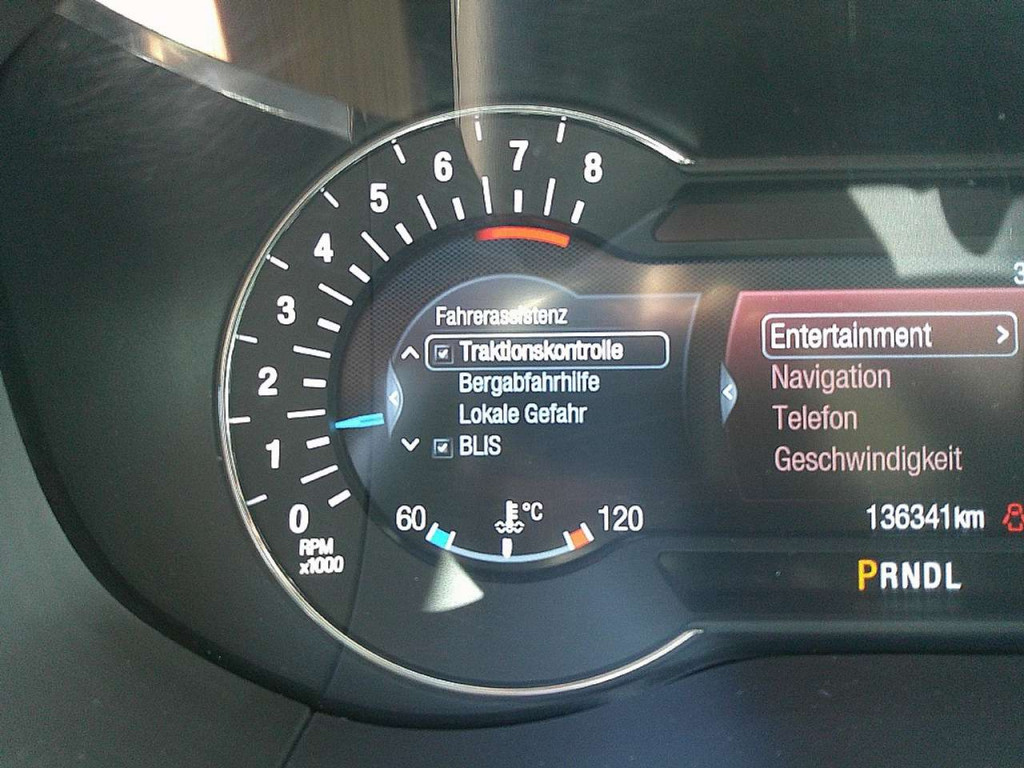 8
7
6
5
4
3
2
1
0
RPM
x1000
Fahrerassistenz
Traktionskontrolle
Bergabfahrhilfe
Lokale Gefahr
BLIS
60
°C
120
3
Entertainment >
Navigation
Telefon
Geschwindigkeit
136341km
PRNDL